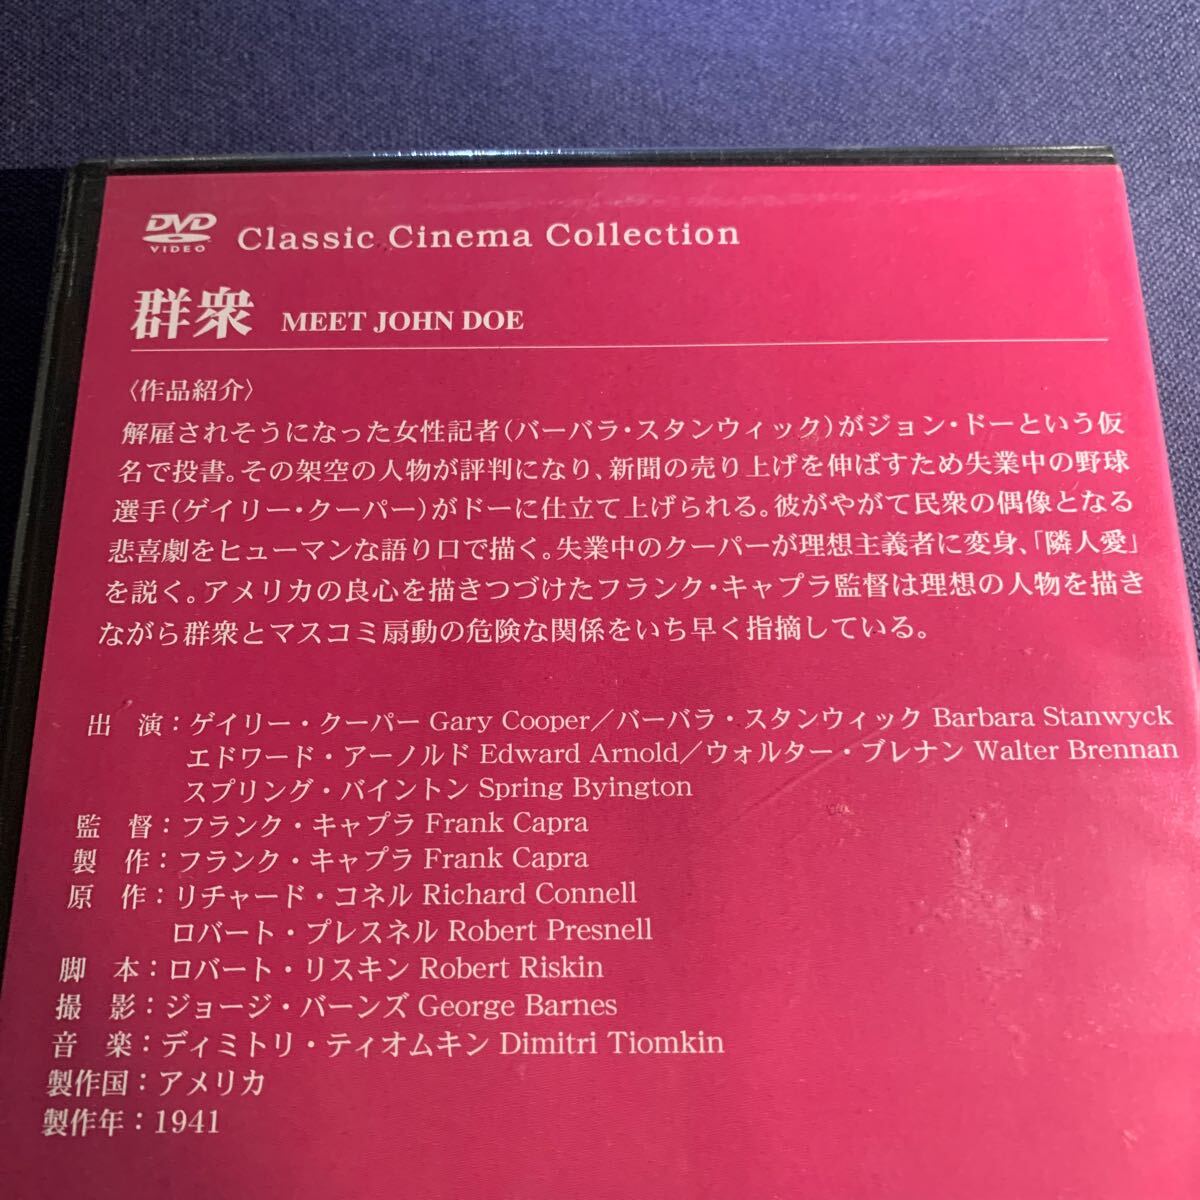 DVD
VIDEO
Classic Cinema Collection
群衆 MEET JOHN DOE
〈作品紹介〉
解雇されそうになった女性記者(バーバラ・スタンウィック)がジョン・ドーという仮
名で投書。その架空の人物が評判になり、新聞の売り上げを伸ばすため失業中の野球
選手(ゲイリー・クーパー)がドーに仕立て上げられる。彼がやがて民衆の偶像となる
悲喜劇をヒューマンな語り口で描く。失業中のクーパーが理想主義者に変身、「隣人愛」
を説く。アメリカの良心を描きつづけたフランク・キャプラ監督は理想の人物を描き
ながら群衆とマスコミ扇動の危険な関係をいち早く指摘している。
出 演：ゲイリー・クーパー Gary Cooper／バーバラ・スタンウィック Barbara Stanwyck
エドワード・アーノルド Edward Arnold／ウォルター・ブレナン Walter Brennan
スプリング・バイントン Spring Byington
監 督：フランク・キャプラ Frank Capra
製 作：フランク・キャプラ Frank Capra
原 作：リチャード・コネル Richard Connell
ロバート・プレスネル Robert Presnell
脚 本：ロバート・リスキン Robert Riskin
撮 影：ジョージ・バーンズ George Barnes
音 楽：ディミトリ・ティオムキン Dimitri Tiomkin
製作国：アメリカ
製作年：1941